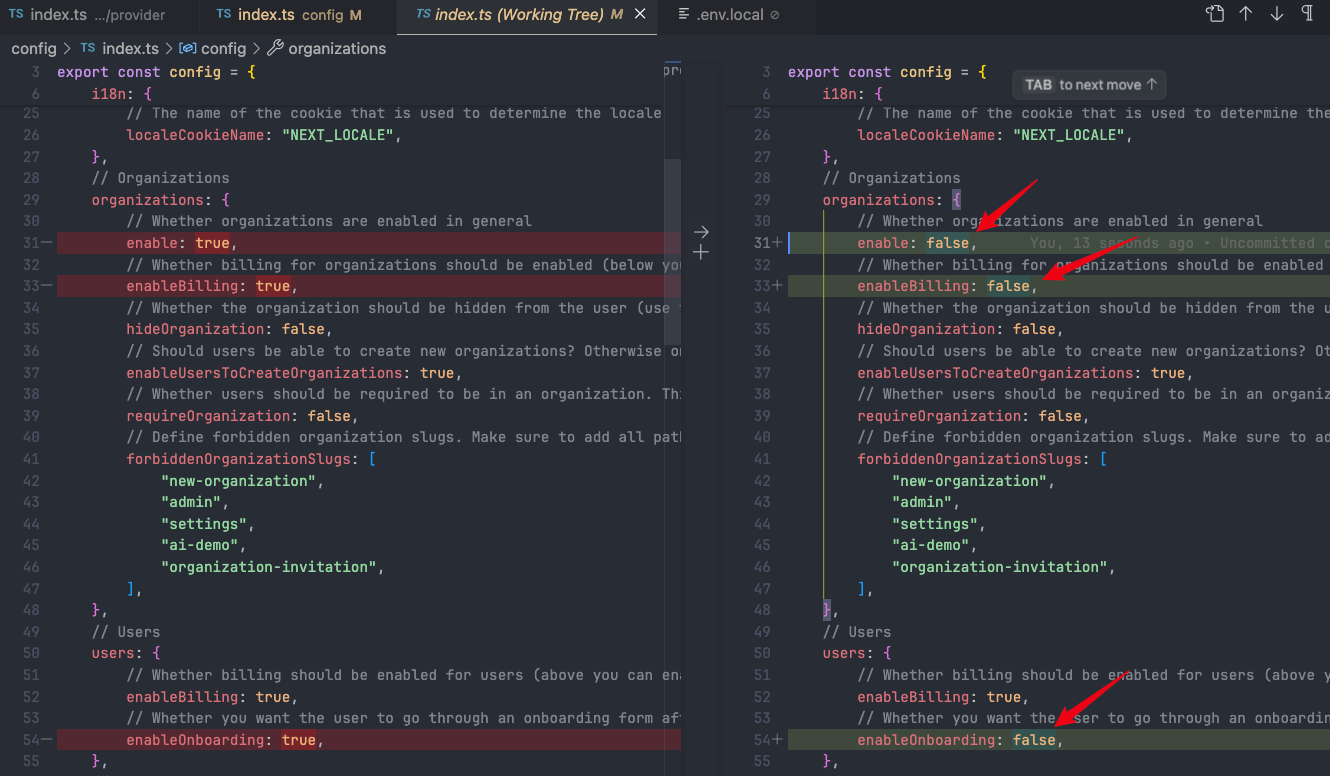 TS index.ts .../provider TS index.ts config M TS index.ts (Working Tree) M × .env.local
config > TS index.ts > config > organizations
3 export const config = {
6 i18n: {
25 // The name of the cookie that is used to determine the locale
26 localeCookieName: "NEXT_LOCALE",
27 },
28 // Organizations
29 organizations: {
30 // Whether organizations are enabled in general
31— enable: true,
32 // Whether billing for organizations should be enabled (below you
33— enableBilling: true,
34 // Whether the organization should be hidden from the user (use
35 hideOrganization: false,
36 // Should users be able to create new organizations? Otherwise on
37 enableUsersToCreateOrganizations: true,
38 // Whether users should be required to be in an organization. Thi
39 requireOrganization: false,
40 // Define forbidden organization slugs. Make sure to add all path
41 forbiddenOrganizationSlugs: [
42 "new-organization",
43 "admin",
44 "settings",
45 "ai-demo",
46 "organization-invitation",
47 ],
48 },
49 // Users
50 users: {
51 // Whether billing should be enabled for users (above you can ena
52 enableBilling: true,
53 // Whether you want the user to go through an onboarding form aft
54— enableOnboarding: true,
55 },
3 export const config = {
TAB to next move ↑
6 i18n: {
25 // The name of the cookie that is used to determine the
26 localeCookieName: "NEXT_LOCALE",
27 },
28 // Organizations
29 organizations: {
30 // Whether organizations are enabled in general
31+ enable: false, You, 13 seconds ago • Uncommitted c
32 // Whether billing for organizations should be enabled
33+ enableBilling: false,
34 // Whether the organization should be hidden from the u
35 hideOrganization: false,
36 // Should users be able to create new organizations? Ot
37 enableUsersToCreateOrganizations: true,
38 // Whether users should be required to be in an organiz
39 requireOrganization: false,
40 // Define forbidden organization slugs. Make sure to ad
41 forbiddenOrganizationSlugs: [
42 "new-organization",
43 "admin",
44 "settings",
45 "ai-demo",
46 "organization-invitation",
47 ],
48 },
49 // Users
50 users: {
51 // Whether billing should be enabled for users (above y
52 enableBilling: true,
53 // Whether you want the user to go through an onboardin
54+ enableOnboarding: false,
55 },